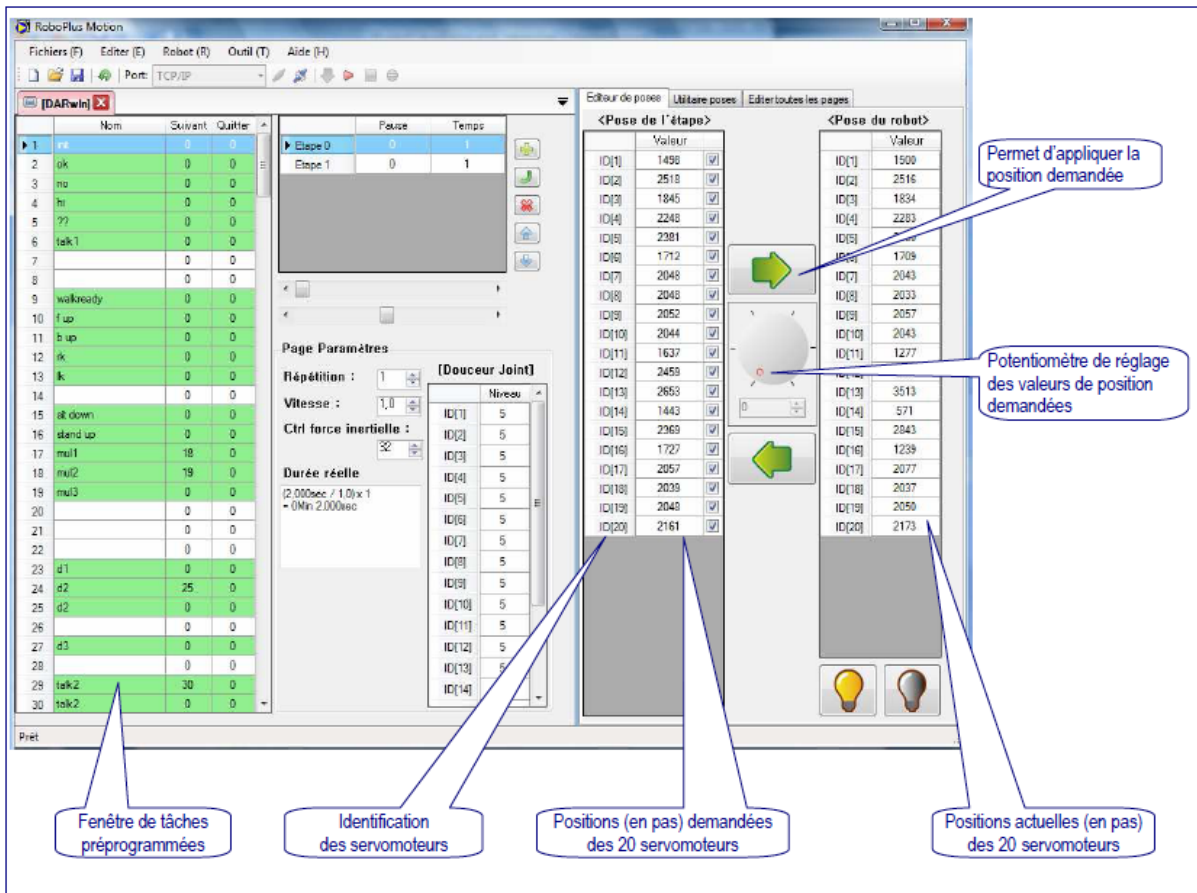 RoboPlus Motion
Fichiers (F) Editer (E) Robot (R) Outil (T) Aide (H)
Port: TCP/IP
[DARwIn]
Nom Suivant Quitter
1 init 0 0
2 ok 0 0
3 no 0 0
4 hi 0 0
5 ?? 0 0
6 talk1 0 0
7 0 0
8 0 0
9 walkready 0 0
10 f up 0 0
11 b up 0 0
12 rk 0 0
13 lk 0 0
14 0 0
15 sit down 0 0
16 stand up 0 0
17 mul1 18 0
18 mul2 19 0
19 mul3 0 0
20 0 0
21 0 0
22 0 0
23 d1 0 0
24 d2 25 0
25 d2 0 0
26 0 0
27 d3 0 0
28 0 0
29 talk2 30 0
30 talk2 0 0
Prêt
Pause Temps
Etape 0 0 1
Etape 1 0 1
Page Paramètres
Répétition : 1
Vitesse : 1,0
Ctrl force inertielle :
32
Durée réelle
(2,000sec / 1,0) x 1
= 0Min 2,000sec
[Douceur Joint]
Niveau
ID[1] 5
ID[2] 5
ID[3] 5
ID[4] 5
ID[5] 5
ID[6] 5
ID[7] 5
ID[8] 5
ID[9] 5
ID[10] 5
ID[11] 5
ID[12] 5
ID[13] 5
ID[14]
Editeur de poses Utilitaire poses Editer toutes les pages
<Pose de l'étape>
Valeur
ID[1] 1498
ID[2] 2518
ID[3] 1845
ID[4] 2248
ID[5] 2381
ID[6] 1712
ID[7] 2048
ID[8] 2048
ID[9] 2052
ID[10] 2044
ID[11] 1637
ID[12] 2459
ID[13] 2653
ID[14] 1443
ID[15] 2369
ID[16] 1727
ID[17] 2057
ID[18] 2039
ID[19] 2048
ID[20] 2161
0
<Pose du robot>
Valeur
ID[1] 1500
ID[2] 2516
ID[3] 1834
ID[4] 2283
ID[5]
1709
ID[7] 2043
ID[8] 2033
ID[9] 2057
ID[10] 2043
ID[11] 1277
ID[13] 3513
ID[14] 571
ID[15] 2843
ID[16] 1239
ID[17] 2077
ID[18] 2037
ID[19] 2050
ID[20] 2173
Permet d'appliquer la
position demandée
Potentiomètre de réglage
des valeurs de position
demandées
Fenêtre de tâches
préprogrammées
Identification
des servomoteurs
Positions (en pas) demandées
des 20 servomoteurs
Positions actuelles (en pas)
des 20 servomoteurs